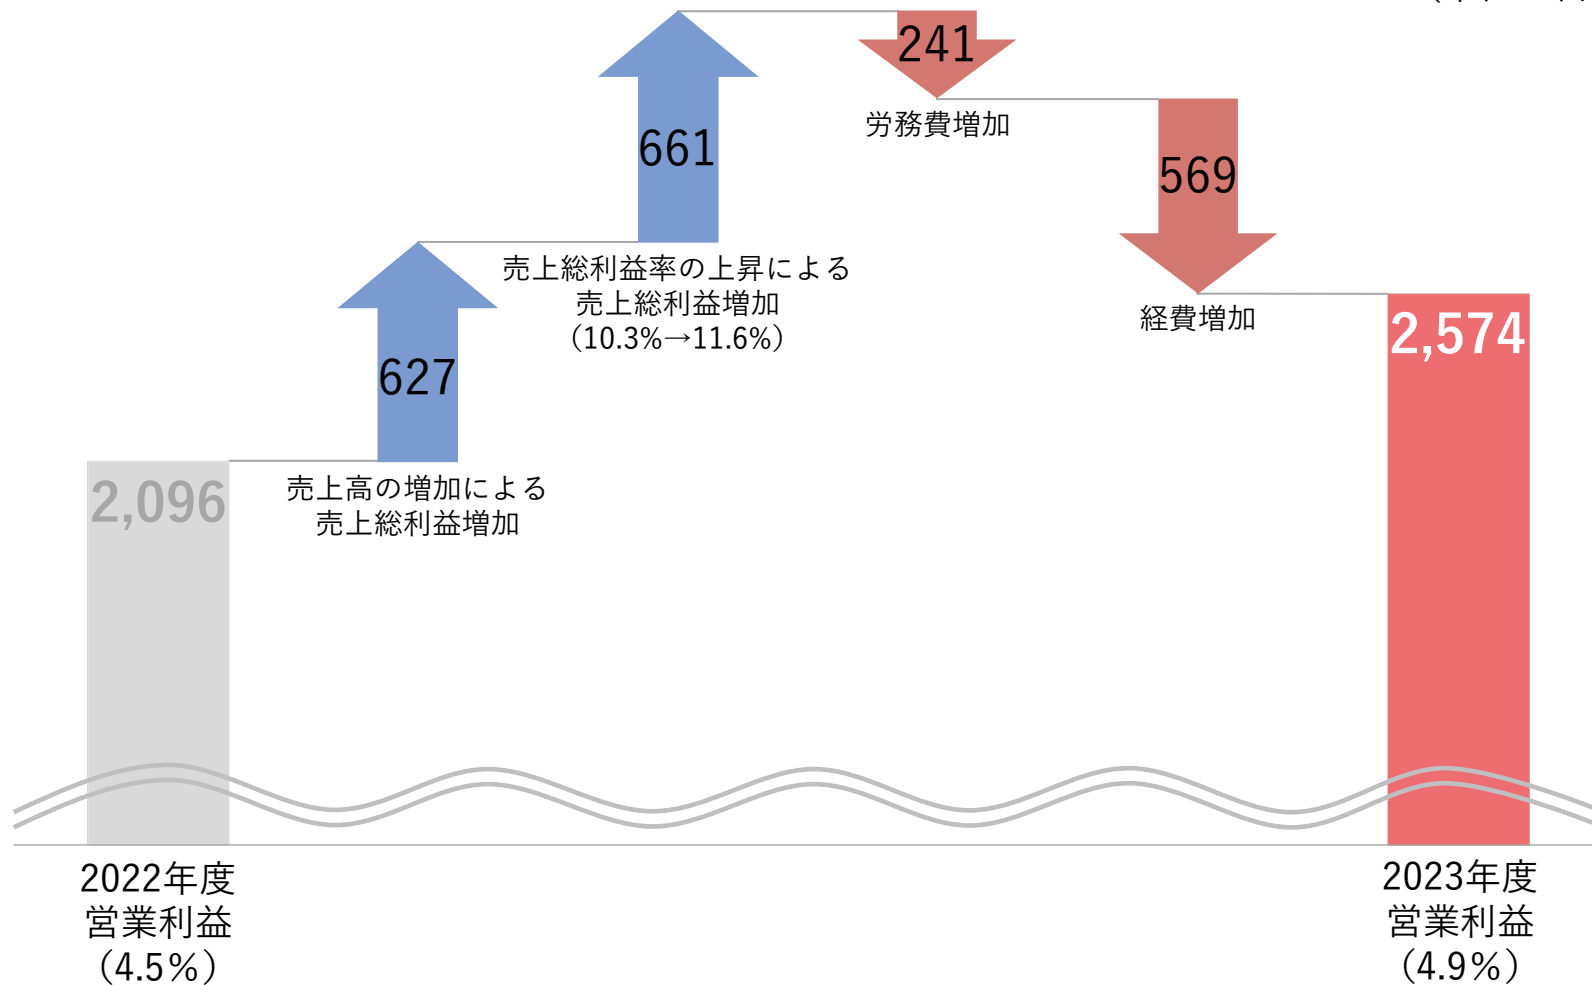 241
労務費増加
661
569
売上総利益率の上昇による
売上総利益増加
（10.3%→11.6%）
経費増加
2,574
627
2,096
売上高の増加による
売上総利益増加
2022年度
営業利益
（4.5％）
2023年度
営業利益
（4.9％）